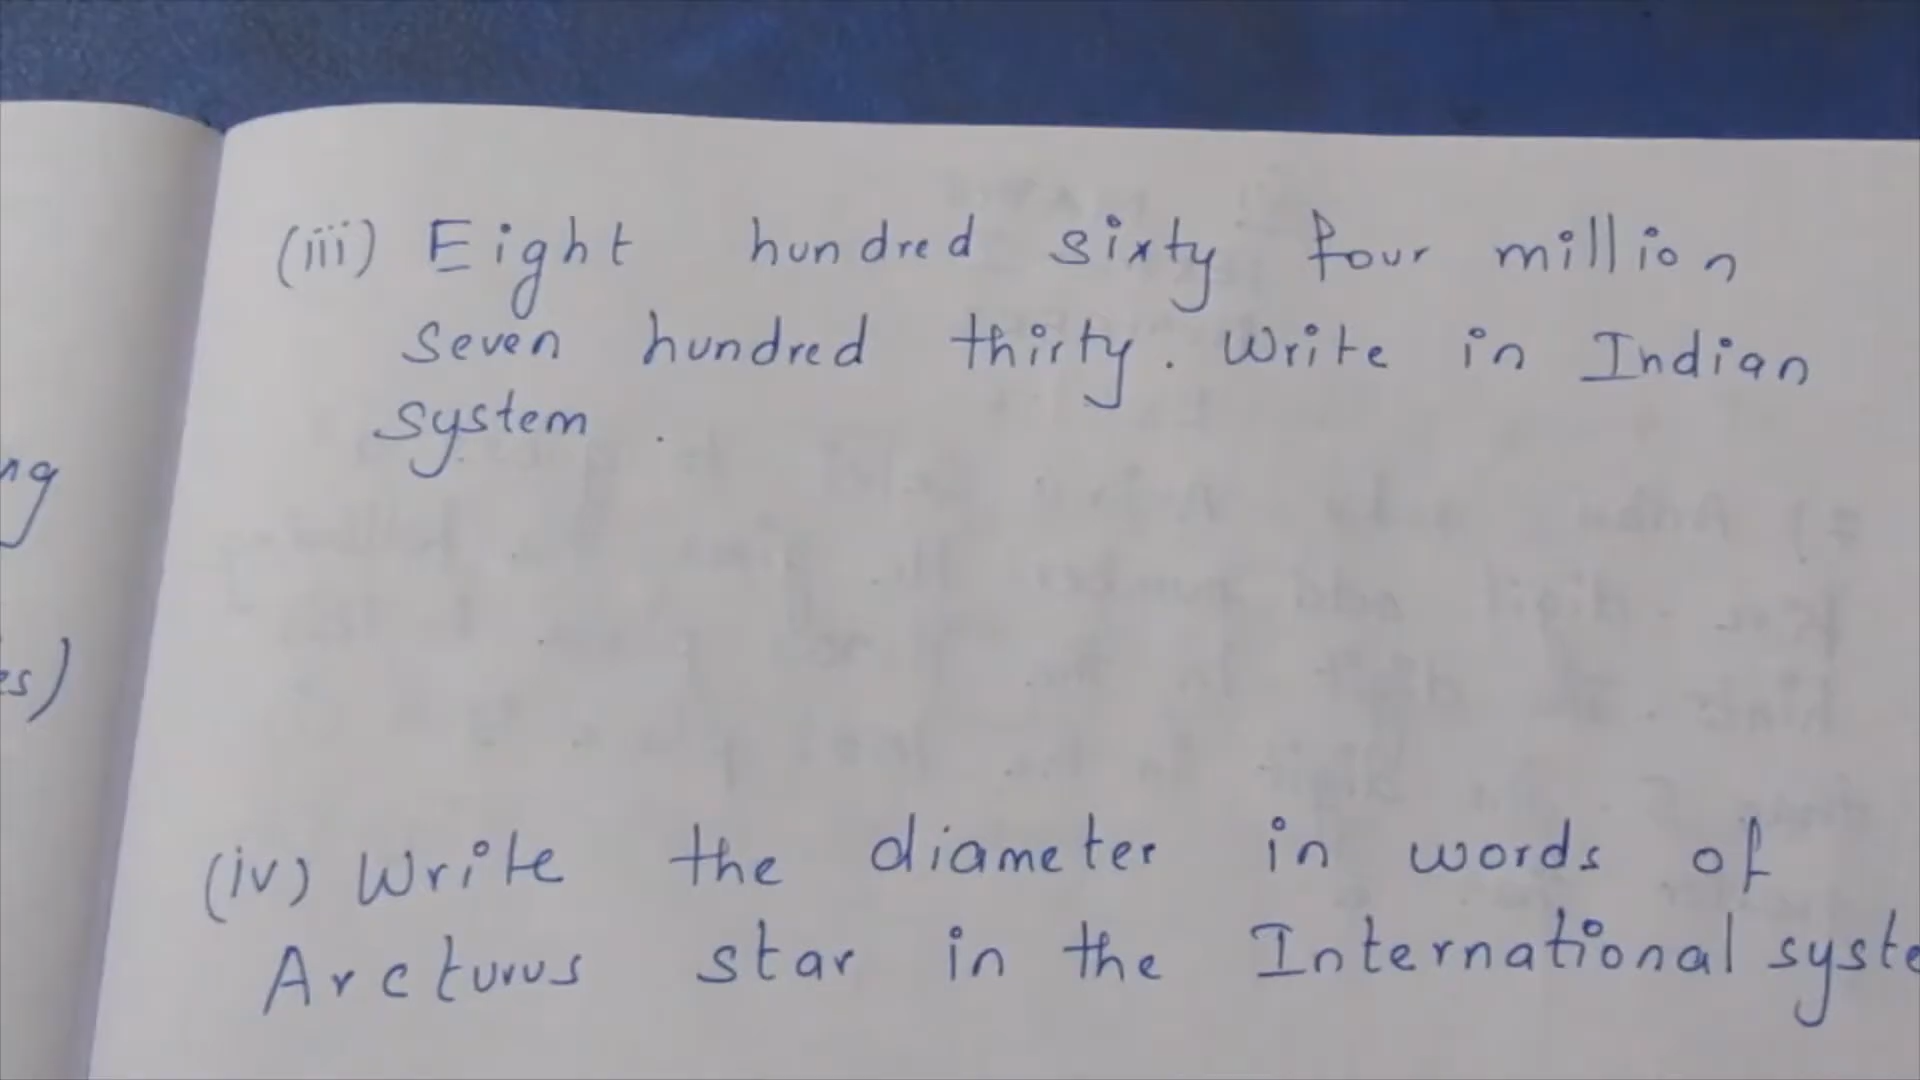 (iii) Eight hundred sixty four million
seven hundred thirty. Write in Indian
system.
(iv) Write the diameter in words of
Arcturus star in the International syste